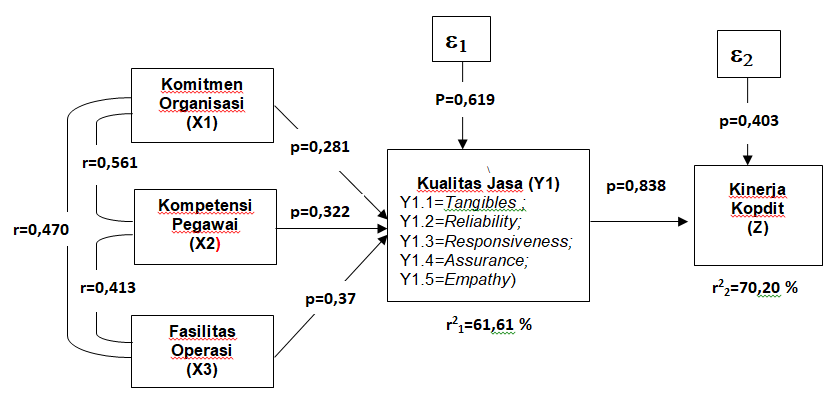 ε1
ε2
Komitmen
Organisasi
(X1)
P=0,619
p=0,403
p=0,281
r=0,561
Kualitas Jasa (Y1)
Y1.1=Tangibles ;
Y1.2=Reliability;
Y1.3=Responsiveness;
Y1.4=Assurance;
Y1.5=Empathy)
p=0,838
Kinerja
Kopdit
(Z)
Kompetensi
Pegawai
(X2)
p=0,322
r=0,470
r=0,413
p=0,37
r²2=70,20 %
r²1=61,61 %
Fasilitas
Operasi
(X3)